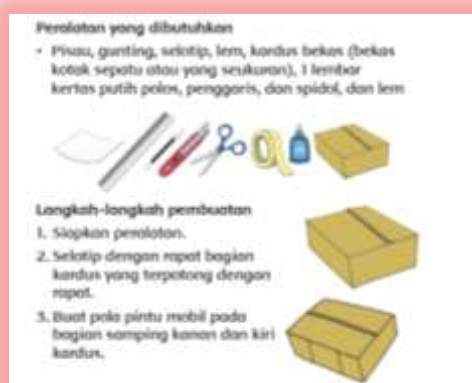 Peralatan yang dibutuhkan
• Pisau, gunting, selotip, lem, kardus bekas (bekas
kotak sepatu atau yang seukuran), 1 lembar
kertas putih polos, penggaris, dan spidol, dan lem
Langkah-langkah pembuatan
1. Siapkan peralatan.
2. Selotip dengan rapat bagian
kardus yang terpotong dengan
rapat.
3. Buat pola pintu mobil pada
bagian samping kanan dan kiri
kardus.